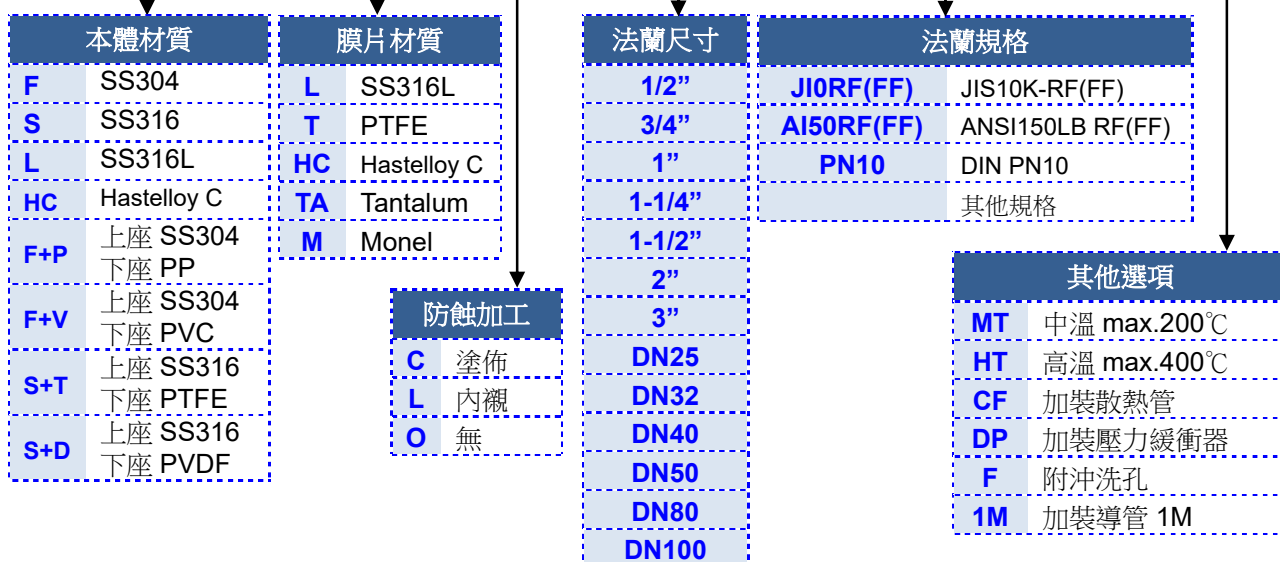 本體材質
F SS304
S SS316
L SS316L
HC Hastelloy C
F+P 上座 SS304
下座 PP
F+V 上座 SS304
下座 PVC
S+T 上座 SS316
下座 PTFE
S+D 上座 SS316
下座 PVDF
膜片材質
L SS316L
T PTFE
HC Hastelloy C
TA Tantalum
M Monel
防蝕加工
C 塗佈
L 內襯
O 無
法蘭尺寸
1/2”
3/4”
1”
1-1/4”
1-1/2”
2”
3”
DN25
DN32
DN40
DN50
DN80
DN100
法蘭規格
JI0RF(FF) JIS10K-RF(FF)
AI50RF(FF) ANSI150LB RF(FF)
PN10 DIN PN10
其他規格
其他選項
MT 中溫 max.200℃
HT 高溫 max.400℃
CF 加裝散熱管
DP 加裝壓力緩衝器
F 附沖洗孔
1M 加裝導管 1M